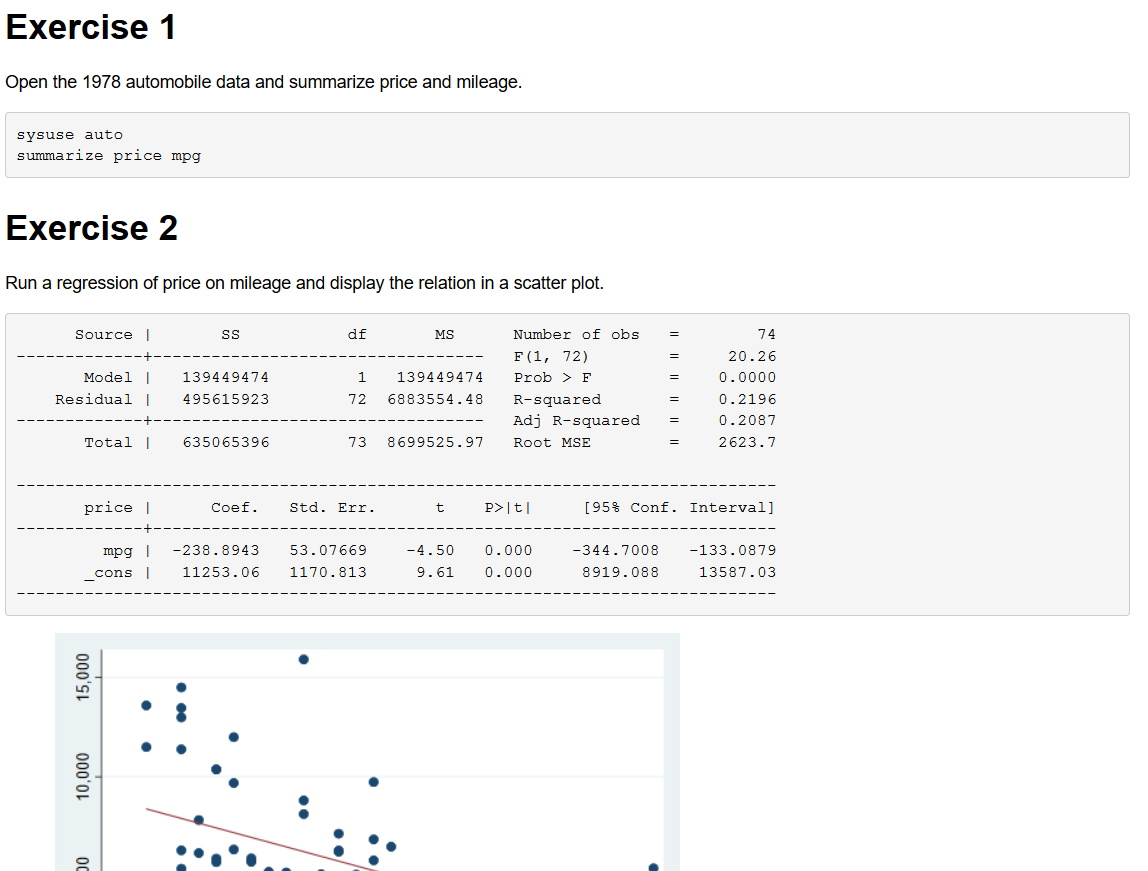 Exercise 1
Open the 1978 automobile data and summarize price and mileage.
sysuse auto
summarize price mpg
Exercise 2
Run a regression of price on mileage and display the relation in a scatter plot.
      Source |       SS           df       MS      Number of obs   =        74
-------------+----------------------------------   F(1, 72)        =     20.26
       Model |   139449474         1   139449474   Prob > F        =    0.0000
    Residual |   495615923        72  6883554.48   R-squared       =    0.2196
-------------+----------------------------------   Adj R-squared   =    0.2087
       Total |   635065396        73  8699525.97   Root MSE        =    2623.7
------------------------------------------------------------------------------
       price |      Coef.   Std. Err.      t    P>|t|     [95% Conf. Interval]
-------------+----------------------------------------------------------------
         mpg |  -238.8943   53.07669    -4.50   0.000    -344.7008   -133.0879
       _cons |   11253.06   1170.813     9.61   0.000     8919.088    13587.03
------------------------------------------------------------------------------
15,000
10,000